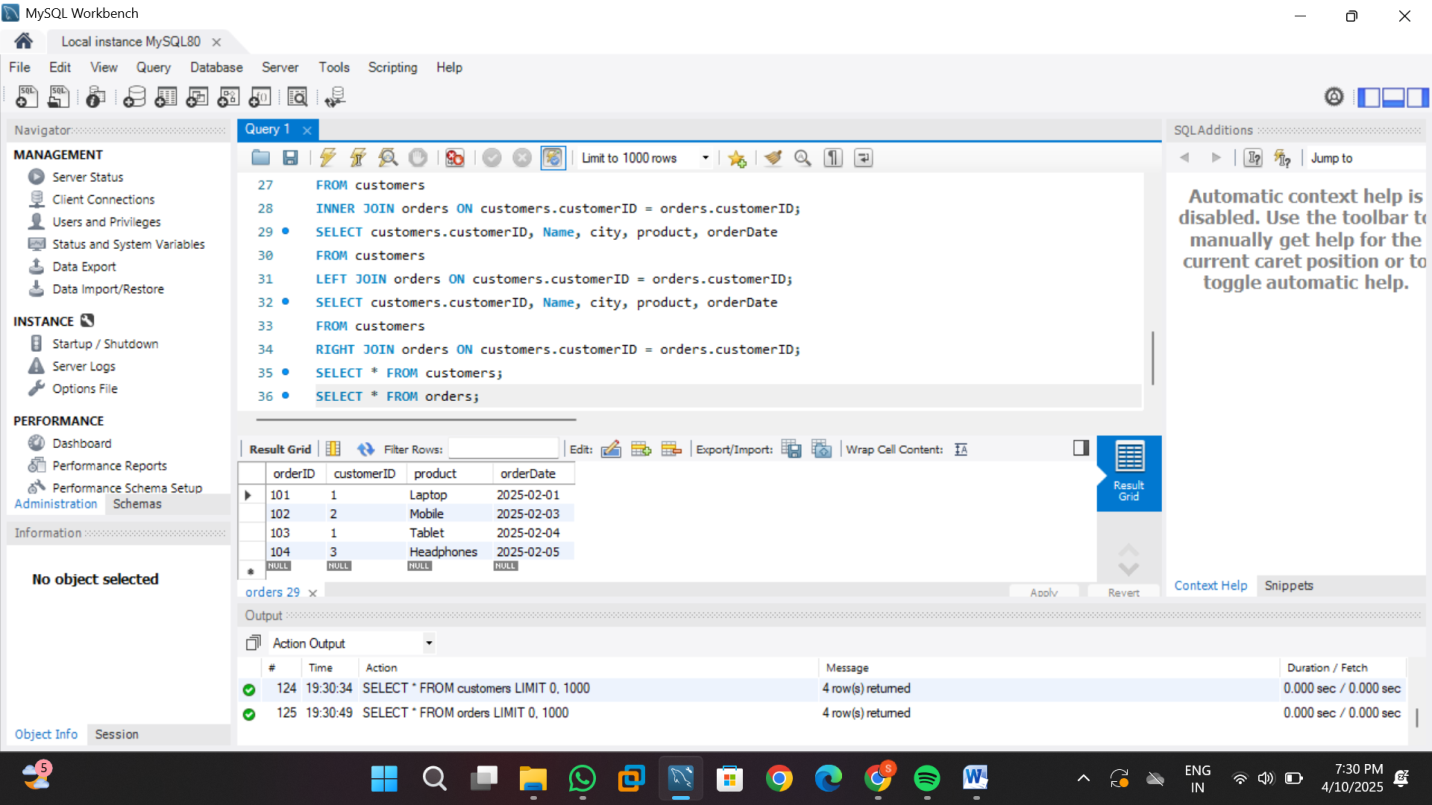 MySQL Workbench
Local instance MySQL80
File Edit View Query Database Server Tools Scripting Help
Navigator
MANAGEMENT
Server Status
Client Connections
Users and Privileges
Status and System Variables
Data Export
Data Import/Restore
INSTANCE
Startup / Shutdown
Server Logs
Options File
PERFORMANCE
Dashboard
Performance Reports
Performance Schema Setup
Administration Schemas
Information
No object selected
Object Info Session
Query 1
Limit to 1000 rows
27 FROM customers
28 INNER JOIN orders ON customers.customerID = orders.customerID;
29 SELECT customers.customerID, Name, city, product, orderDate
30 FROM customers
31 LEFT JOIN orders ON customers.customerID = orders.customerID;
32 SELECT customers.customerID, Name, city, product, orderDate
33 FROM customers
34 RIGHT JOIN orders ON customers.customerID = orders.customerID;
35 SELECT * FROM customers;
36 SELECT * FROM orders;
Result Grid Filter Rows: Edit: Export/Import: Wrap Cell Content:
orderID customerID product orderDate
101 1 Laptop 2025-02-01
102 2 Mobile 2025-02-03
103 1 Tablet 2025-02-04
104 3 Headphones 2025-02-05
NULL NULL NULL NULL
Result
Grid
orders 29 Apply Revert
SQLAdditions
Jump to
Automatic context help is
disabled. Use the toolbar to
manually get help for the
current caret position or to
toggle automatic help.
Context Help Snippets
Output
Action Output
# Time Action Message Duration / Fetch
124 19:30:34 SELECT * FROM customers LIMIT 0, 1000 4 row(s) returned 0.000 sec / 0.000 sec
125 19:30:49 SELECT * FROM orders LIMIT 0, 1000 4 row(s) returned 0.000 sec / 0.000 sec
5
S
ENG
IN
7:30 PM
4/10/2025